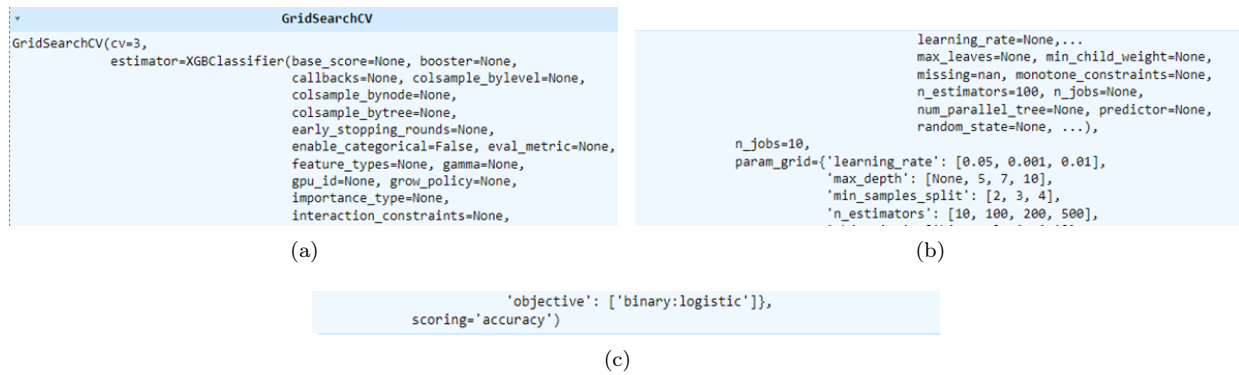 GridSearchCV
GridSearchCV(cv=3,
estimator=XGBClassifier(base_score=None, booster=None,
callbacks=None, colsample_bylevel=None,
colsample_bynode=None,
colsample_bytree=None,
early_stopping_rounds=None,
enable_categorical=False, eval_metric=None,
feature_types=None, gamma=None,
gpu_id=None, grow_policy=None,
importance_type=None,
interaction_constraints=None,
(a)
learning_rate=None,...
max_leaves=None, min_child_weight=None,
missing=nan, monotone_constraints=None,
n_estimators=100, n_jobs=None,
num_parallel_tree=None, predictor=None,
random_state=None, ...),
n_jobs=10,
param_grid={'learning_rate': [0.05, 0.001, 0.01],
'max_depth': [None, 5, 7, 10],
'min_samples_split': [2, 3, 4],
'n_estimators': [10, 100, 200, 500],
(b)
'objective': ['binary:logistic']},
scoring='accuracy')
(c)